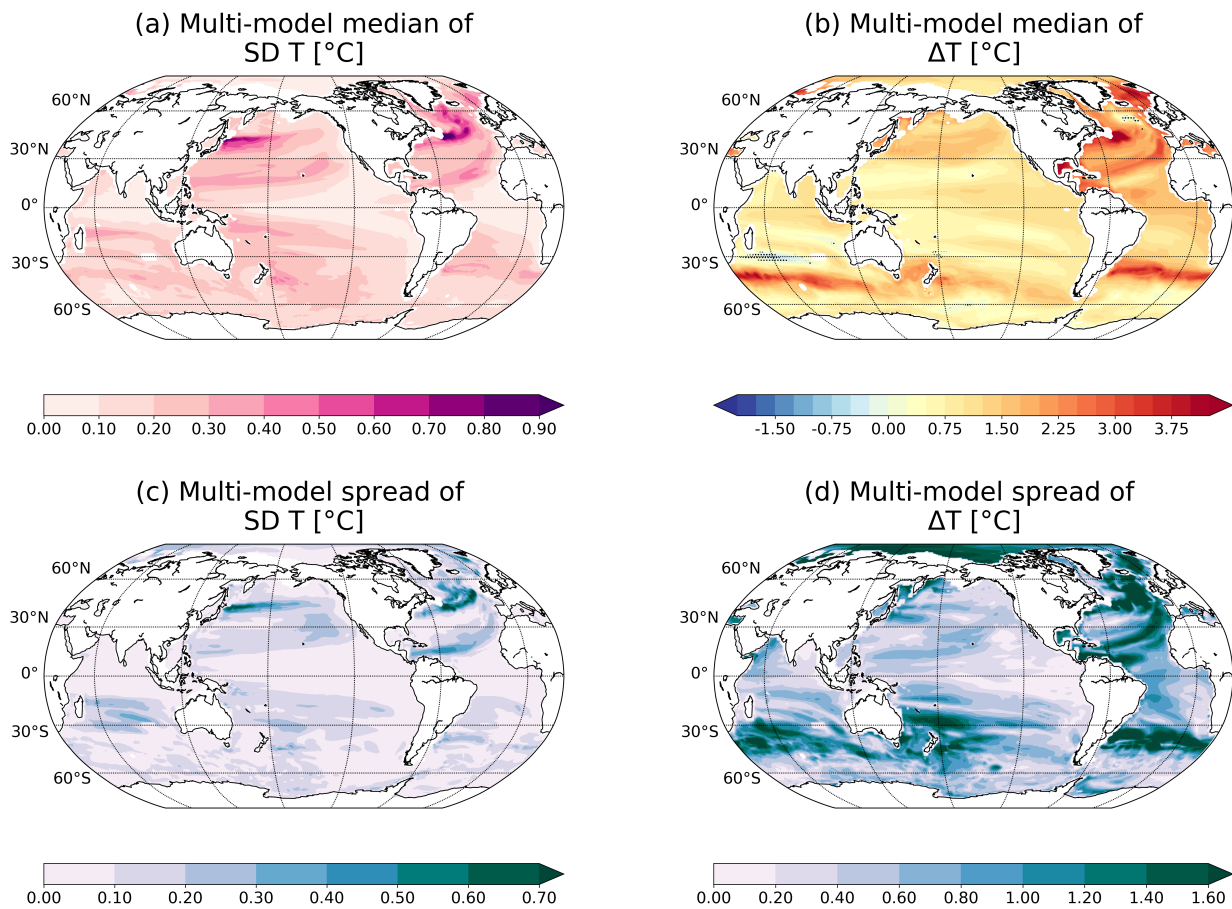 (a) Multi-model median of
SD T [°C]
60°N
30°N
0°
30°S
60°S
0.00 0.10 0.20 0.30 0.40 0.50 0.60 0.70 0.80 0.90
(b) Multi-model median of
ΔT [°C]
60°N
30°N
0°
30°S
60°S
-1.50 -0.75 0.00 0.75 1.50 2.25 3.00 3.75
(c) Multi-model spread of
SD T [°C]
60°N
30°N
0°
30°S
60°S
0.00 0.10 0.20 0.30 0.40 0.50 0.60 0.70
(d) Multi-model spread of
ΔT [°C]
60°N
30°N
0°
30°S
60°S
0.00 0.20 0.40 0.60 0.80 1.00 1.20 1.40 1.60